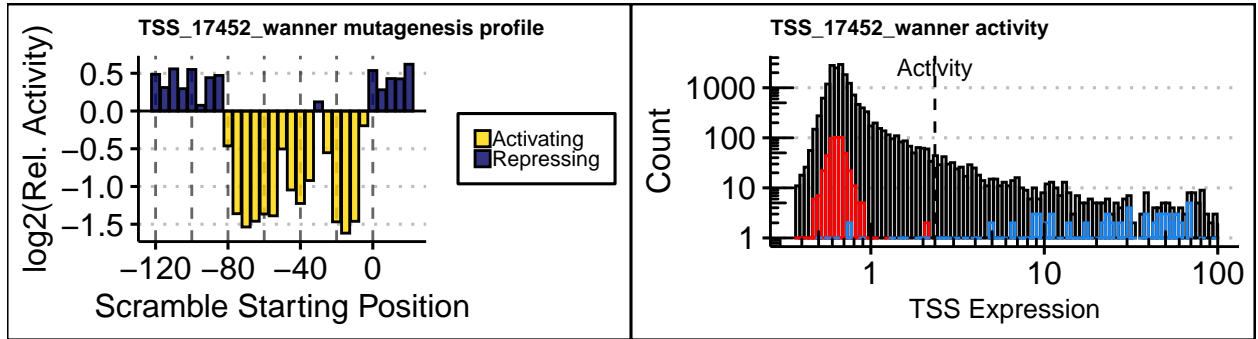 TSS_17452_wanner mutagenesis profile
log2(Rel. Activity)
0.5
0.0
−0.5
−1.0
−1.5
−120 −80 −40 0
Scramble Starting Position
Activating
Repressing
TSS_17452_wanner activity
Activity
Count
1000
100
10
1
1 10 100
TSS Expression